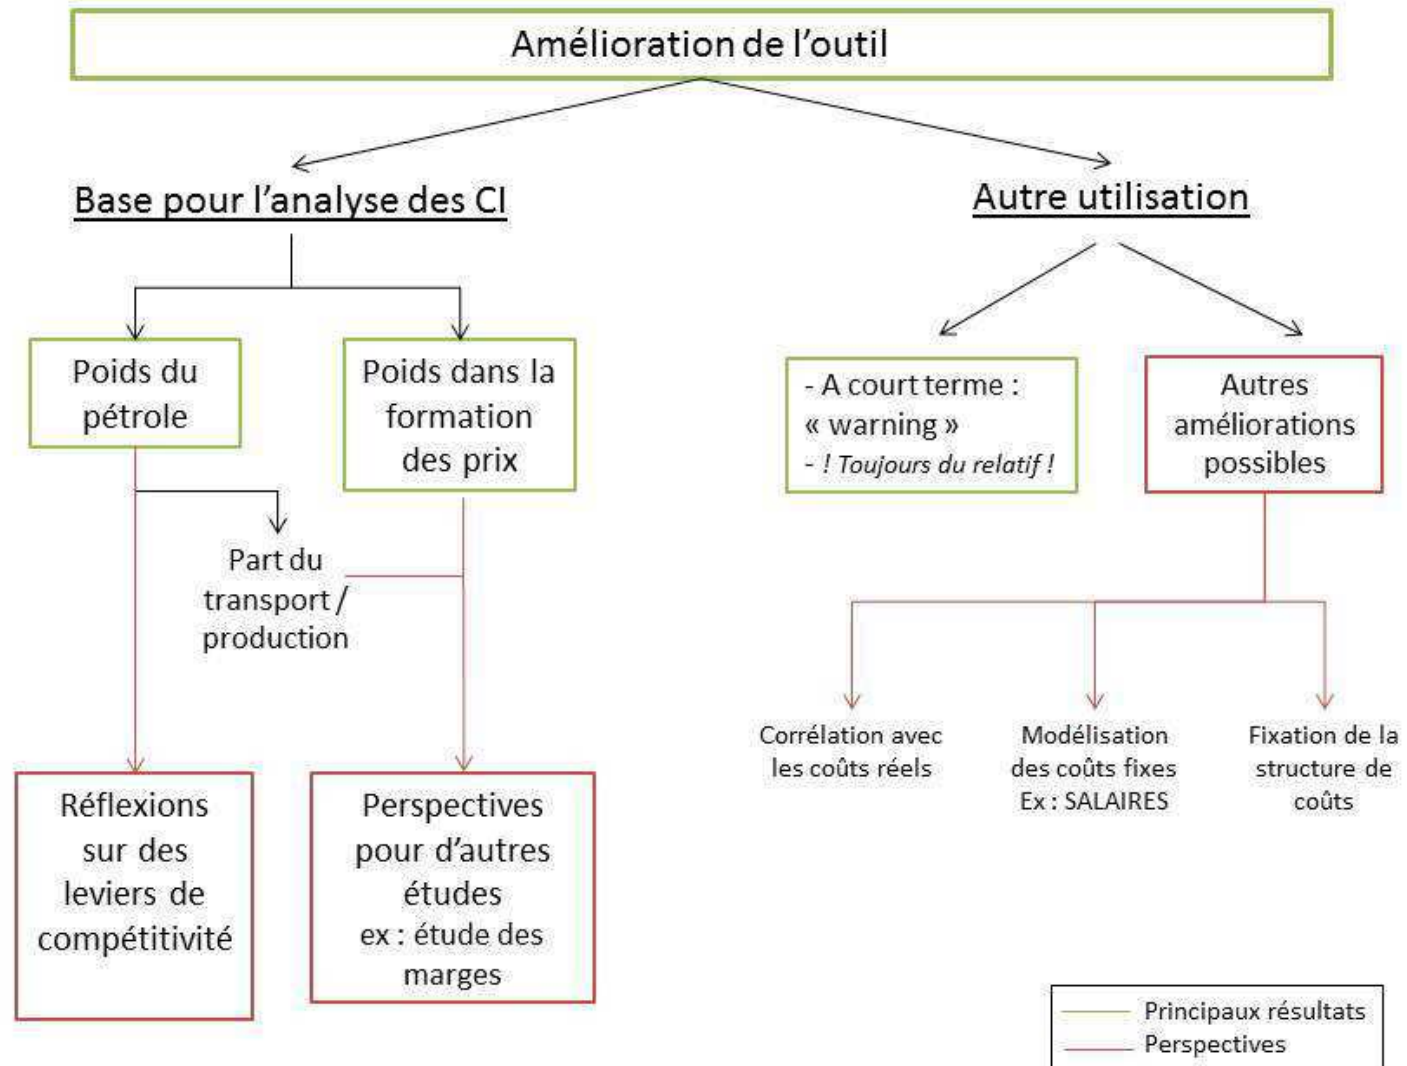 Amélioration de l'outil
Base pour l'analyse des CI
Autre utilisation
Poids du
pétrole
Poids dans la
formation
des prix
- A court terme :
« warning »
- ! Toujours du relatif !
Autres
améliorations
possibles
Part du
transport /
production
Corrélation avec
les coûts réels
Modélisation
des coûts fixes
Ex : SALAIRES
Fixation de la
structure de
coûts
Réflexions
sur des
leviers de
compétitivité
Perspectives
pour d'autres
études
ex : étude des
marges
Principaux résultats
Perspectives